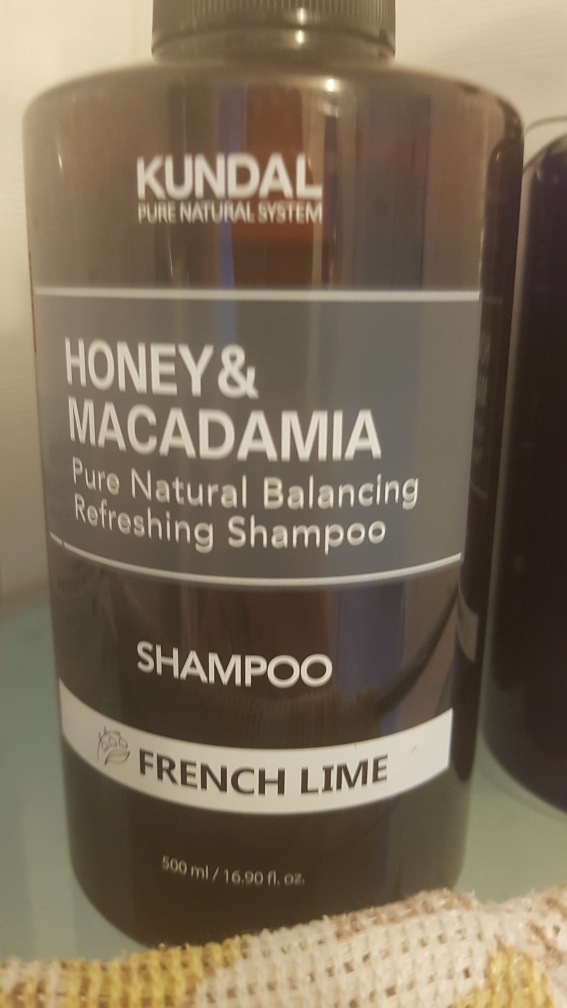 KUNDAL
PURE NATURAL SYSTEM
HONEY&
MACADAMIA
Pure Natural Balancing
Refreshing Shampoo
SHAMPOO
FRENCH LIME
500 ml / 16.90 fl. oz.